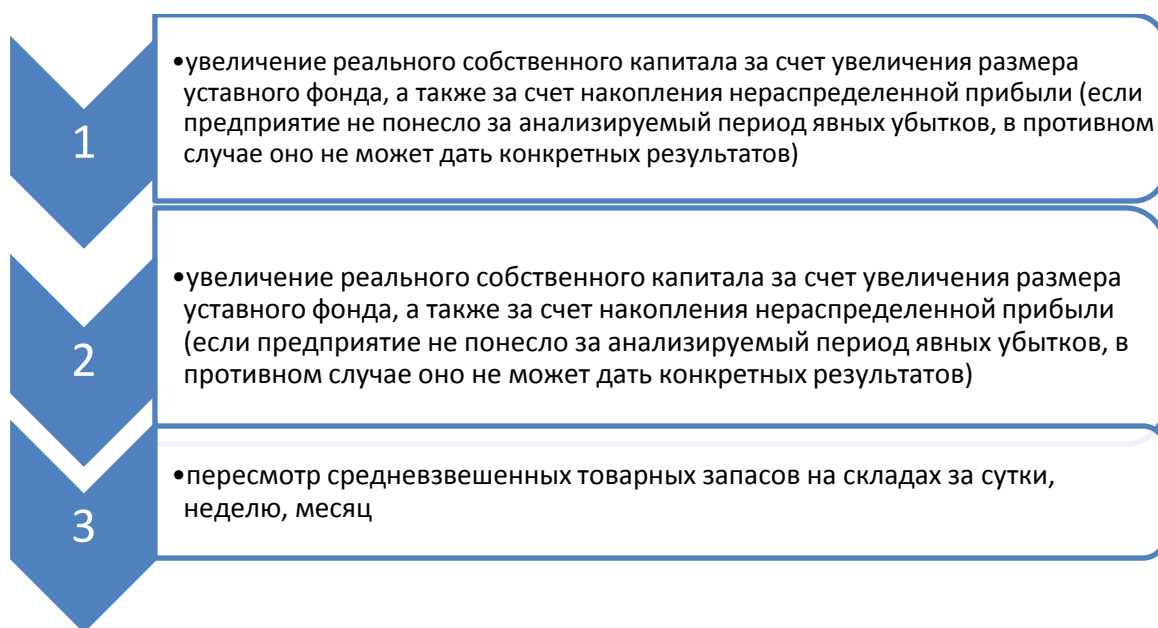 1
•увеличение реального собственного капитала за счет увеличения размера
уставного фонда, а также за счет накопления нераспределенной прибыли (если
предприятие не понесло за анализируемый период явных убытков, в противном
случае оно не может дать конкретных результатов)
2
•увеличение реального собственного капитала за счет увеличения размера
уставного фонда, а также за счет накопления нераспределенной прибыли
(если предприятие не понесло за анализируемый период явных убытков, в
противном случае оно не может дать конкретных результатов)
3
•пересмотр средневзвешенных товарных запасов на складах за сутки,
неделю, месяц